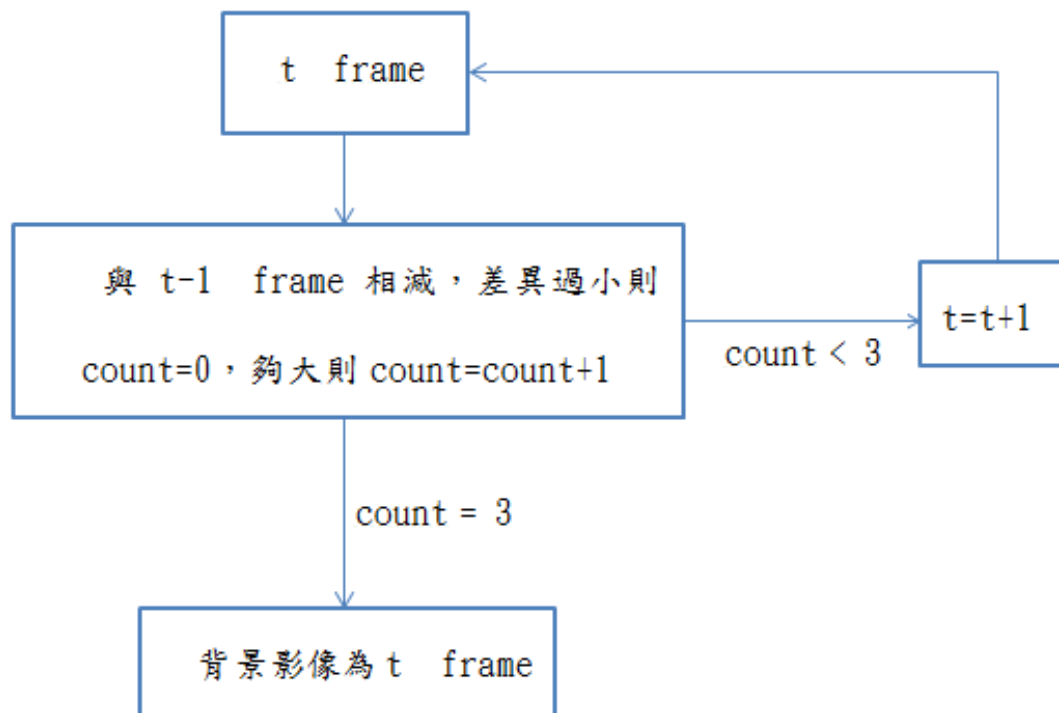 t frame
與 t-1 frame 相減，差異過小則
count=0，夠大則 count=count+1
count < 3
t=t+1
count = 3
背景影像為 t frame